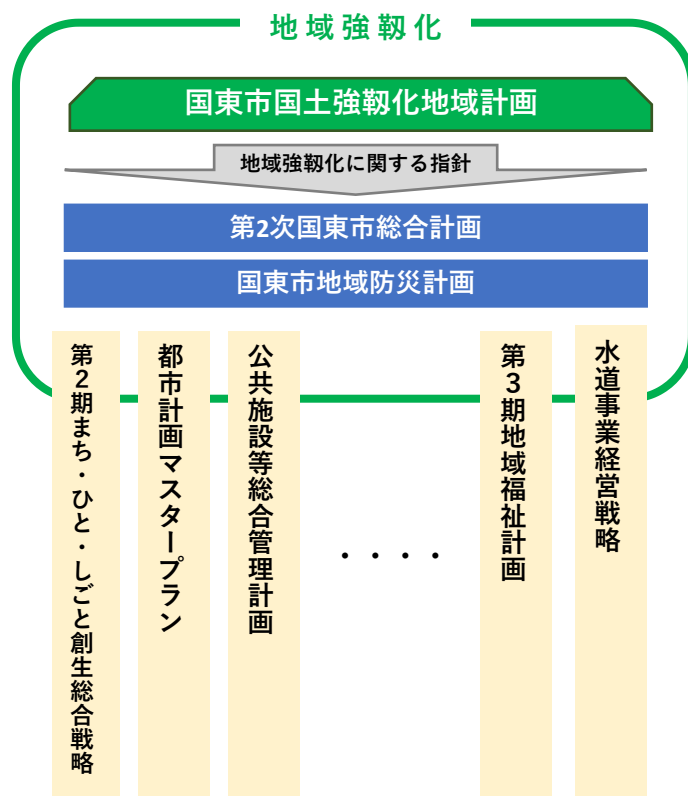 地域強靱化
国東市国土強靱化地域計画
地域強靱化に関する指針
第2次国東市総合計画
国東市地域防災計画
第2期まち・ひと・しごと創生総合戦略
都市計画マスタープラン
公共施設等総合管理計画
・・・・
第3期地域福祉計画
水道事業経営戦略